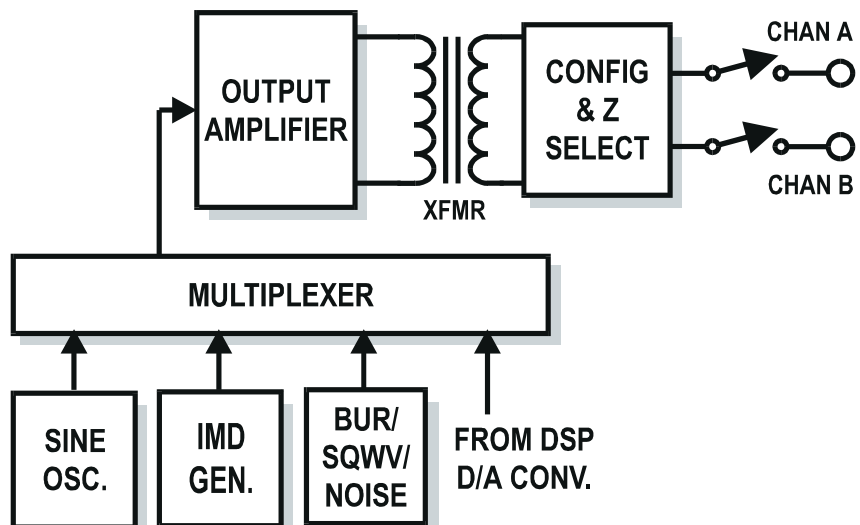 OUTPUT
AMPLIFIER
XFMR
CONFIG
& Z
SELECT
CHAN A
CHAN B
MULTIPLEXER
SINE
OSC.
IMD
GEN.
BUR/
SQWV/
NOISE
FROM DSP
D/A CONV.